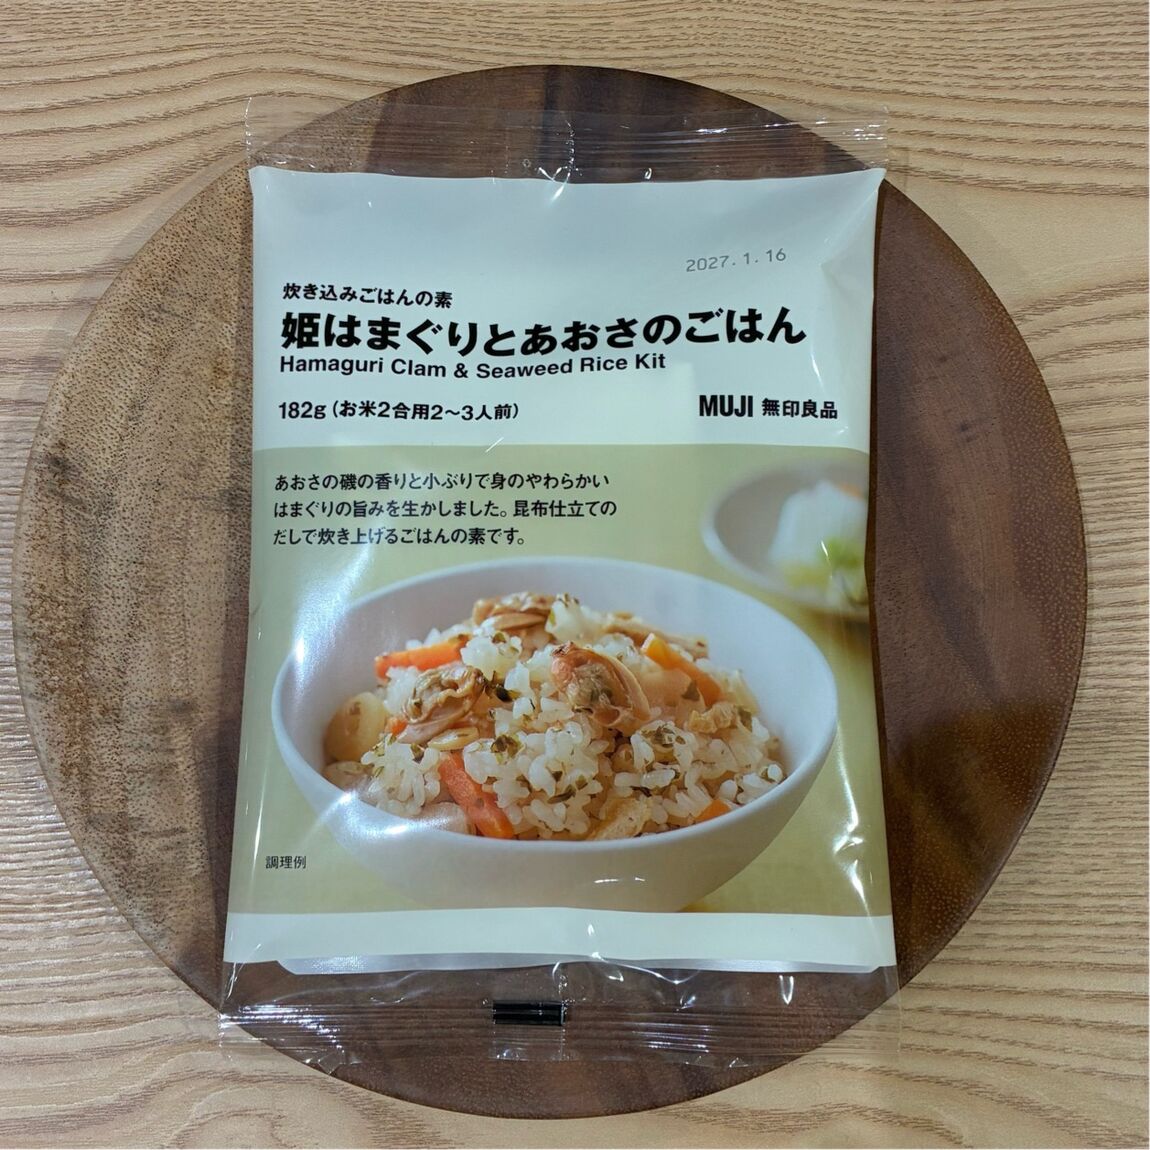 2027.1.16
炊き込みごはんの素
姫はまぐりとあおさのごはん
Hamaguri Clam & Seaweed Rice Kit
182g (お米2合用2〜3人前)
MUJI 無印良品
あおさの磯の香りと小ぶりで身のやわらかい
はまぐりの旨みを生かしました。昆布仕立ての
だしで炊き上げるごはんの素です。
調理例